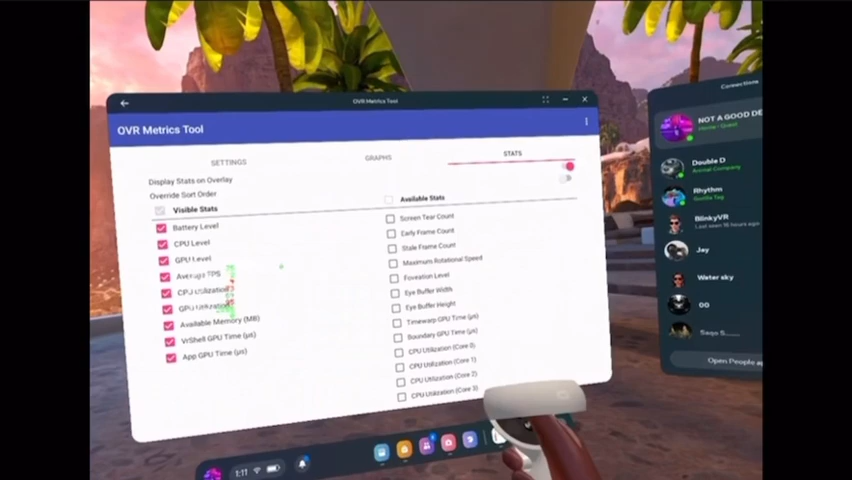 OVR Metrics Tool
OVR Metrics Tool
SETTINGS
GRAPHS
STATS
Display Stats on Overlay
Override Sort Order
Visible Stats
Battery Level
CPU Level
GPU Level
Average FPS
CPU Utilization
GPU Utilization
Available Memory (MB)
VrShell GPU Time (µs)
App GPU Time (µs)
Available Stats
Screen Tear Count
Early Frame Count
Stale Frame Count
Maximum Rotational Speed
Foveation Level
Eye Buffer Width
Eye Buffer Height
Timewarp GPU Time (µs)
Boundary GPU Time (µs)
CPU Utilization (Core 0)
CPU Utilization (Core 1)
CPU Utilization (Core 2)
CPU Utilization (Core 3)
Connections
NOT A GOOD DE
Home - Quest
Double D
Animal Company
Rhythm
Gorilla Tag
BlinkyVR
Last seen 16 hours ago
Jay
Water sky
Open People ap
1:11